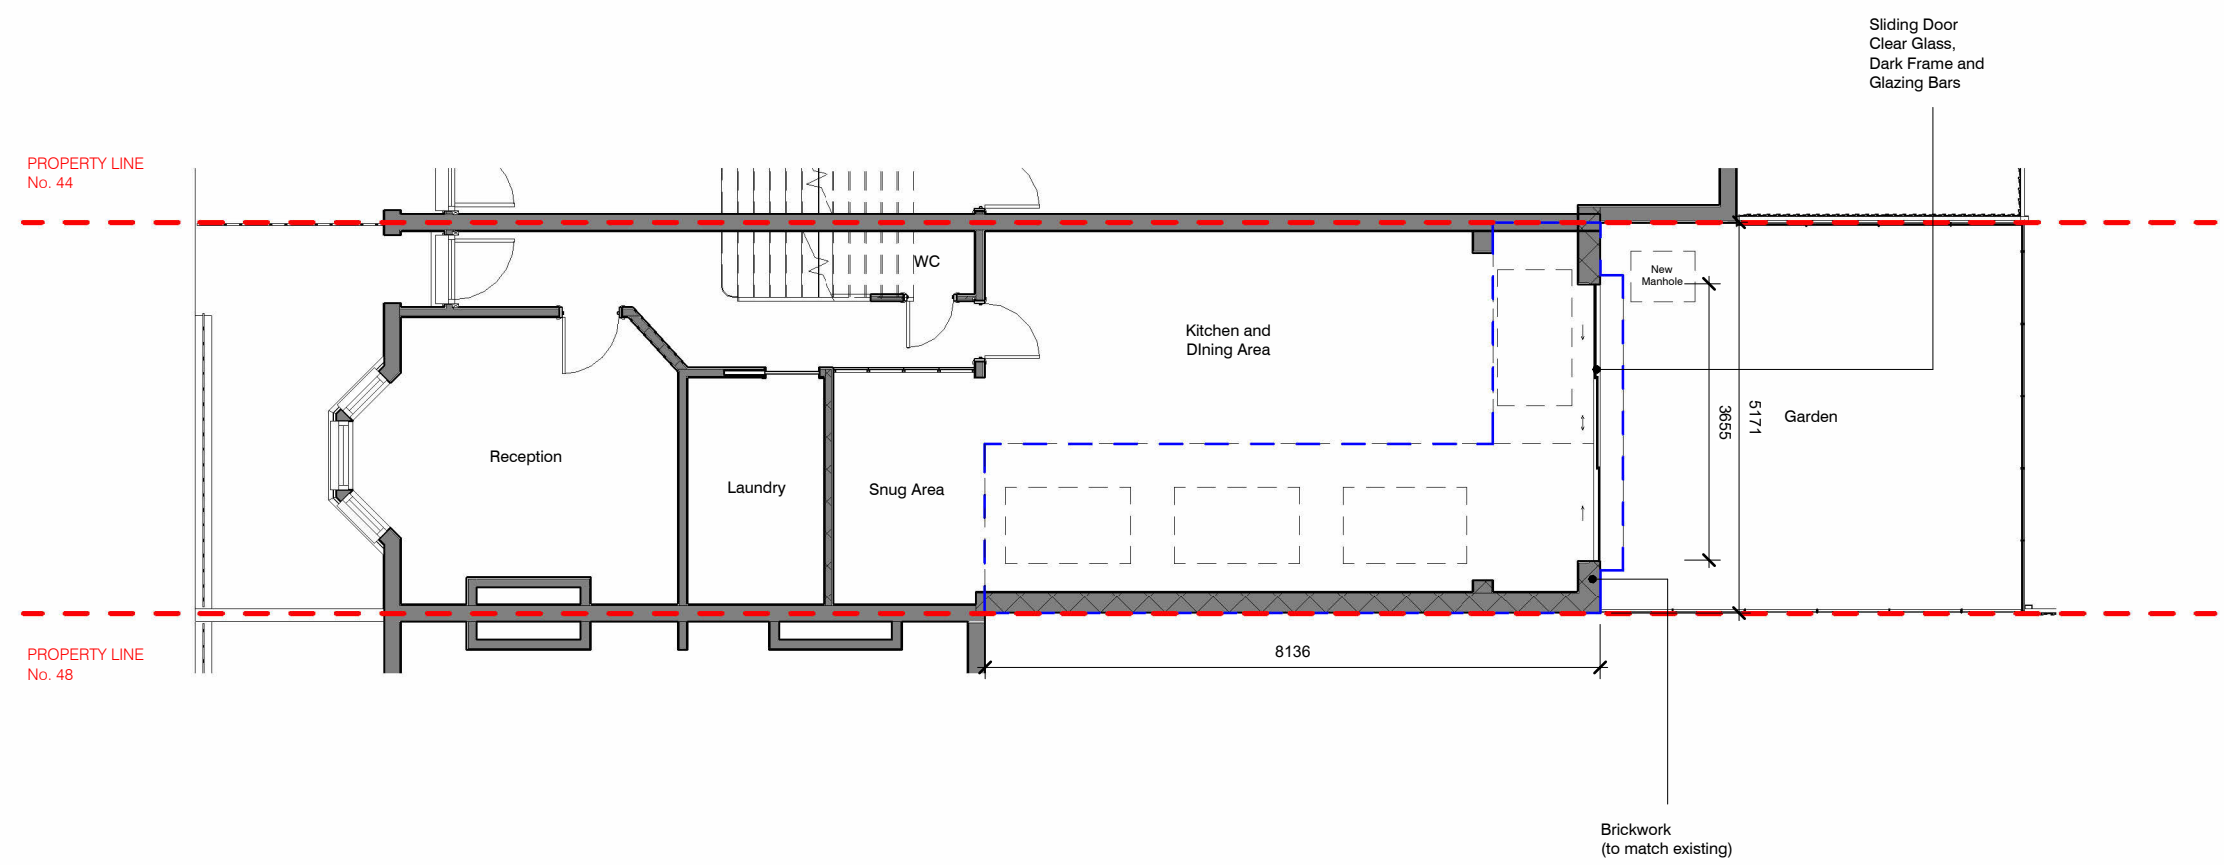 Sliding Door
Clear Glass,
Dark Frame and
Glazing Bars
PROPERTY LINE
No. 44
WC
New
Manhole
Kitchen and
DIning Area
3655
5171
Garden
Reception
Laundry
Snug Area
8136
PROPERTY LINE
No. 48
Brickwork
(to match existing)